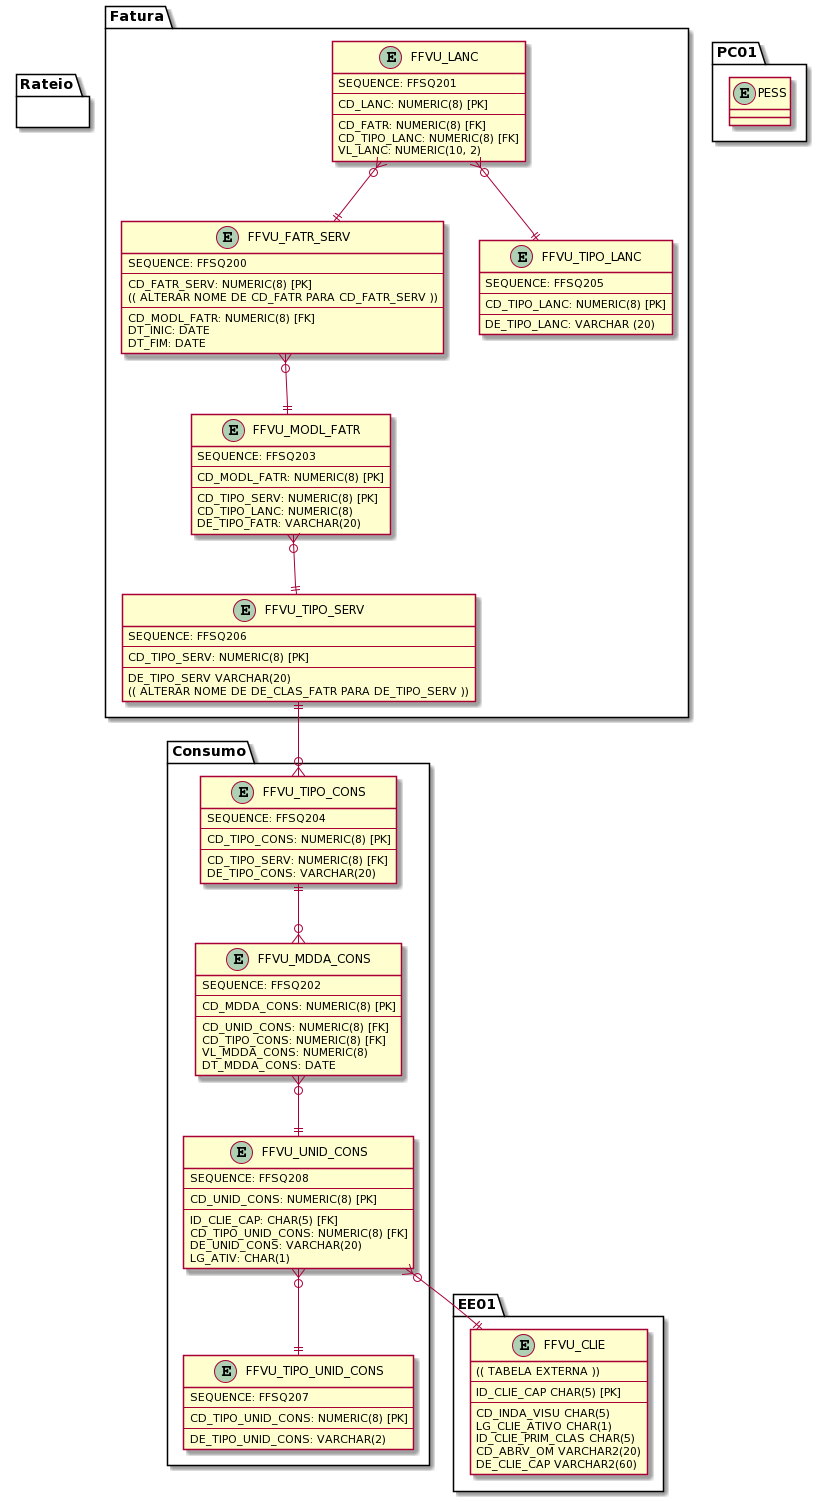 Fatura
E FFVU_LANC
SEQUENCE: FFSQ201
CD_LANC: NUMERIC(8) [PK]
CD_FATR: NUMERIC(8) [FK]
CD_TIPO_LANC: NUMERIC(8) [FK]
VL_LANC: NUMERIC(10, 2)
PC01
E PESS
Rateio
E FFVU_FATR_SERV
SEQUENCE: FFSQ200
CD_FATR_SERV: NUMERIC(8) [PK]
(( ALTERAR NOME DE CD_FATR PARA CD_FATR_SERV ))
CD_MODL_FATR: NUMERIC(8) [FK]
DT_INIC: DATE
DT_FIM: DATE
E FFVU_TIPO_LANC
SEQUENCE: FFSQ205
CD_TIPO_LANC: NUMERIC(8) [PK]
DE_TIPO_LANC: VARCHAR (20)
E FFVU_MODL_FATR
SEQUENCE: FFSQ203
CD_MODL_FATR: NUMERIC(8) [PK]
CD_TIPO_SERV: NUMERIC(8) [PK]
CD_TIPO_LANC: NUMERIC(8)
DE_TIPO_FATR: VARCHAR(20)
E FFVU_TIPO_SERV
SEQUENCE: FFSQ206
CD_TIPO_SERV: NUMERIC(8) [PK]
DE_TIPO_SERV VARCHAR(20)
(( ALTERAR NOME DE DE_CLAS_FATR PARA DE_TIPO_SERV ))
Consumo
E FFVU_TIPO_CONS
SEQUENCE: FFSQ204
CD_TIPO_CONS: NUMERIC(8) [PK]
CD_TIPO_SERV: NUMERIC(8) [FK]
DE_TIPO_CONS: VARCHAR(20)
E FFVU_MDDA_CONS
SEQUENCE: FFSQ202
CD_MDDA_CONS: NUMERIC(8) [PK]
CD_UNID_CONS: NUMERIC(8) [FK]
CD_TIPO_CONS: NUMERIC(8) [FK]
VL_MDDA_CONS: NUMERIC(8)
DT_MDDA_CONS: DATE
E FFVU_UNID_CONS
SEQUENCE: FFSQ208
CD_UNID_CONS: NUMERIC(8) [PK]
ID_CLIE_CAP: CHAR(5) [FK]
CD_TIPO_UNID_CONS: NUMERIC(8) [FK]
DE_UNID_CONS: VARCHAR(20)
LG_ATIV: CHAR(1)
E FFVU_TIPO_UNID_CONS
SEQUENCE: FFSQ207
CD_TIPO_UNID_CONS: NUMERIC(8) [PK]
DE_TIPO_UNID_CONS: VARCHAR(2)
EE01
E FFVU_CLIE
(( TABELA EXTERNA ))
ID_CLIE_CAP CHAR(5) [PK]
CD_INDA_VISU CHAR(5)
LG_CLIE_ATIVO CHAR(1)
ID_CLIE_PRIM_CLAS CHAR(5)
CD_ABRV_OM VARCHAR2(20)
DE_CLIE_CAP VARCHAR2(60)